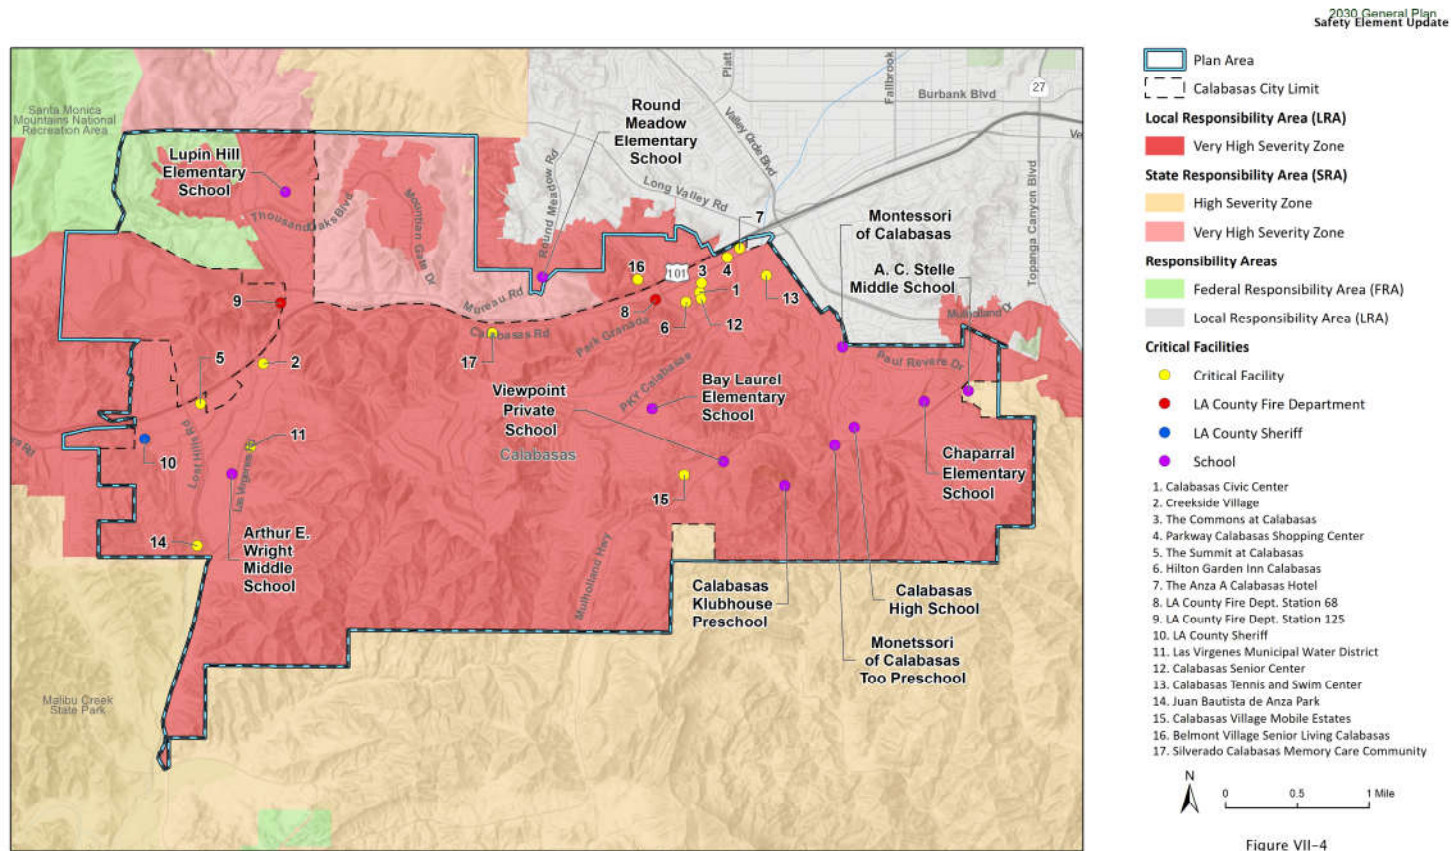 2030 General Plan
Safety Element Update
Santa Monica
Mountains National
Recreation Area
Lupin Hill
Elementary
School
Thousand Oaks Blvd
Mountian Gate Dr
Round
Meadow
Elementary
School
Round Meadow Rd
Long Valley Rd
Valley Circle Blvd
Platt
Fallbrook
Burbank Blvd
27
Ve
Topanga Canyon Blvd
Mulholland Dr
Montessori
of Calabasas
A. C. Stelle
Middle School
7
16
101
3
4
1
13
9
8
6
12
Mureau Rd
Calabasas Rd
Park Granada
17
Paul Revere Dr
5
2
PKY Calabasas
Viewpoint
Private
School
Calabasas
Bay Laurel
Elementary
School
Chaparral
Elementary
School
10
11
Lost Hills Rd
Las Virgenes Rd
14
15
Arthur E.
Wright
Middle
School
Mulholland Hwy
Calabasas
Klubhouse
Preschool
Calabasas
High School
Monetssori
of Calabasas
Too Preschool
Malibu Creek
State Park
Plan Area
Calabasas City Limit
Local Responsibility Area (LRA)
Very High Severity Zone
State Responsibility Area (SRA)
High Severity Zone
Very High Severity Zone
Responsibility Areas
Federal Responsibility Area (FRA)
Local Responsibility Area (LRA)
Critical Facilities
Critical Facility
LA County Fire Department
LA County Sheriff
School
1. Calabasas Civic Center
2. Creekside Village
3. The Commons at Calabasas
4. Parkway Calabasas Shopping Center
5. The Summit at Calabasas
6. Hilton Garden Inn Calabasas
7. The Anza A Calabasas Hotel
8. LA County Fire Dept. Station 68
9. LA County Fire Dept. Station 125
10. LA County Sheriff
11. Las Virgenes Municipal Water District
12. Calabasas Senior Center
13. Calabasas Tennis and Swim Center
14. Juan Bautista de Anza Park
15. Calabasas Village Mobile Estates
16. Belmont Village Senior Living Calabasas
17. Silverado Calabasas Memory Care Community
N
0 0.5 1 Mile
Figure VII-4